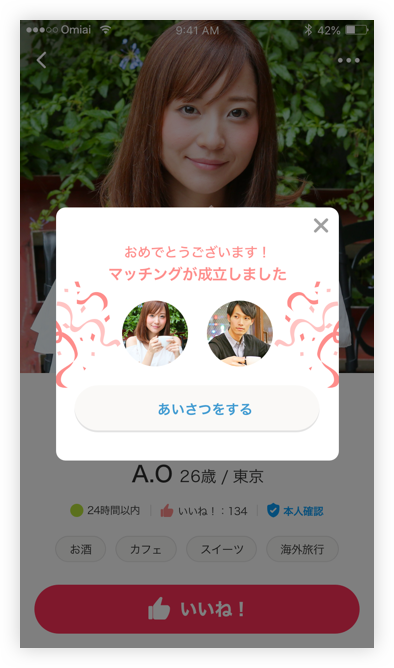 Omiai
9:41 AM
42%
おめでとうございます！
マッチングが成立しました
あいさつをする
A.O 26歳 / 東京
24時間以内
いいね！：134
本人確認
お酒
カフェ
スイーツ
海外旅行
いいね！